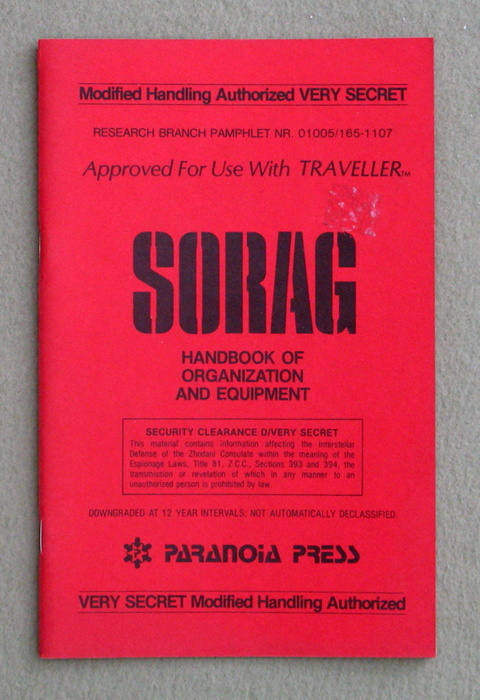 Modified Handling Authorized VERY SECRET
RESEARCH BRANCH PAMPHLET NR. 01005/165-1107
Approved For Use With TRAVELLER™
SORAG
HANDBOOK OF
ORGANIZATION
AND EQUIPMENT
SECURITY CLEARANCE D/VERY SECRET
This material contains information affecting the Interstellar
Defense of the Zhodani Consulate within the meaning of the
Espionage Laws, Title 81, Z.C.C., Sections 393 and 394, the
transmission or revelation of which in any manner to an
unauthorized person is prohibited by law.
DOWNGRADED AT 12 YEAR INTERVALS; NOT AUTOMATICALLY DECLASSIFIED.
PARANOIA PRESS
VERY SECRET Modified Handling Authorized